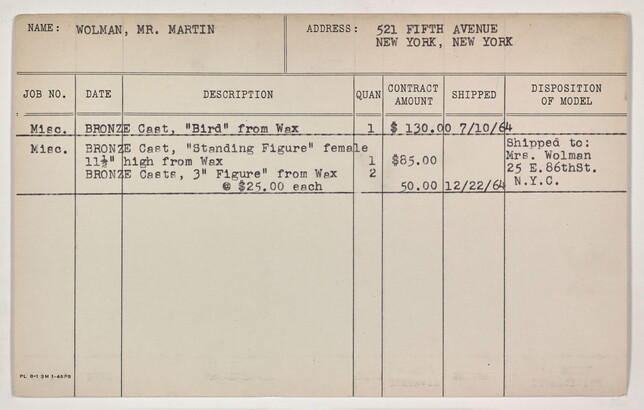 NAME: WOLMAN, MR. MARTIN ADDRESS: 521 FIFTH AVENUE
NEW YORK, NEW YORK
JOB NO. DATE DESCRIPTION QUAN CONTRACT AMOUNT SHIPPED DISPOSITION OF MODEL
Misc. BRONZE Cast, "Bird" from Wax 1 $ 130.00 7/10/64
Misc. BRONZE Cast, "Standing Figure" female Shipped to:
11½" high from Wax 1 $85.00 Mrs. Wolman
BRONZE Casts, 3" Figure" from Wax 2 25 E.86thSt.
@ $25.00 each 50.00 12/22/64 N.Y.C.